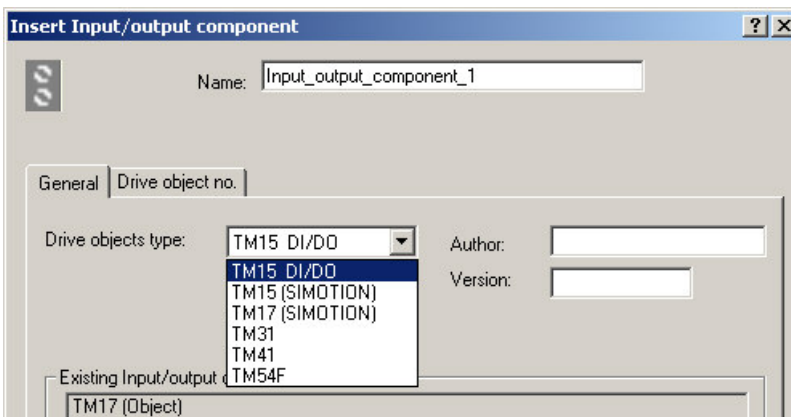 Insert Input/output component
Name: Input_output_component_1
General Drive object no.
Drive objects type: TM15 DI/DO Author:
TM15 DI/DO
Version:
TM15 (SIMOTION)
TM17 (SIMOTION)
TM31
TM41
TM54F
Existing Input/output
TM17 (Object)